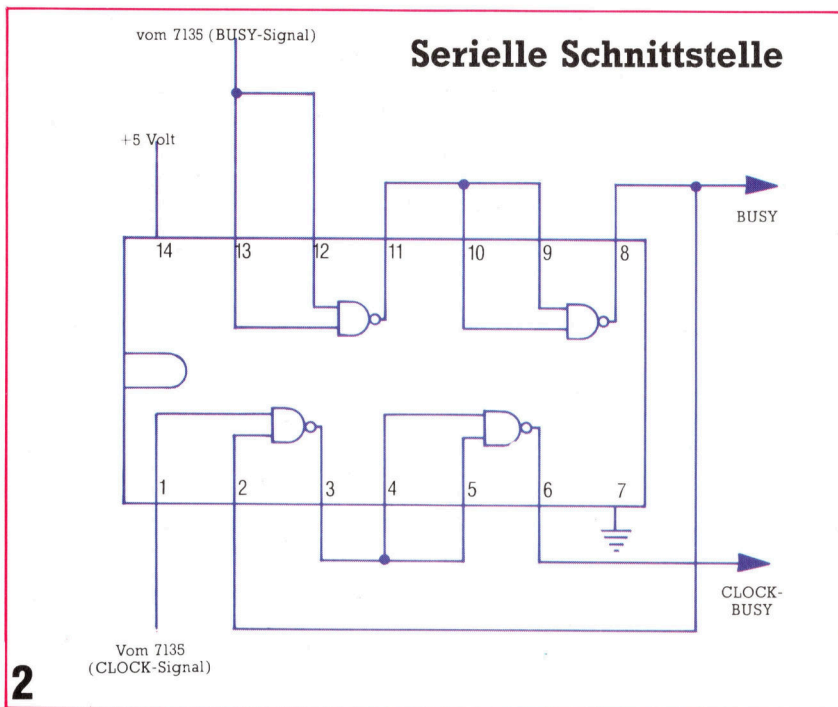 vom 7135 (BUSY-Signal)
Serielle Schnittstelle
+5 Volt
BUSY
14 13 12 11 10 9 8
1 2 3 4 5 6 7
CLOCK-
BUSY
Vom 7135
(CLOCK-Signal)
2